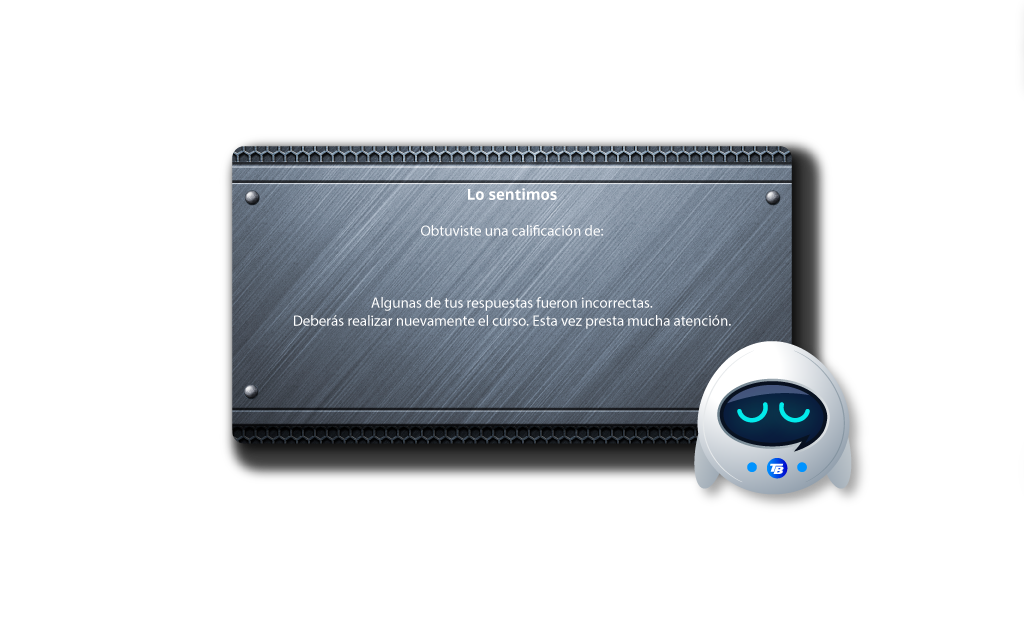 Lo sentimos
Obtuviste una calificación de:
Algunas de tus respuestas fueron incorrectas.
Deberás realizar nuevamente el curso. Esta vez presta mucha atención.
TB